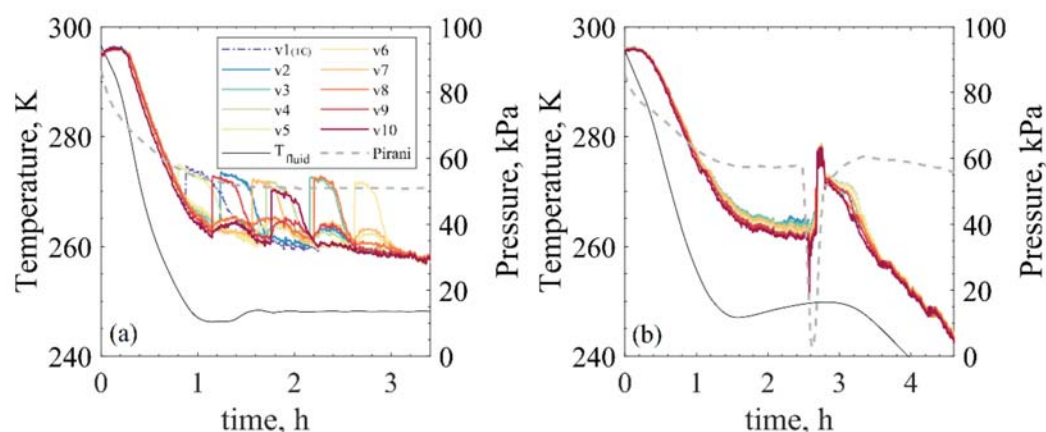 300
280
260
240
Temperature, K
100
80
60
40
20
0
Pressure, kPa
v1(1C) v6
v2 v7
v3 v8
v4 v9
v5 v10
Tfluid Pirani
(a)
0 1 2 3
time, h
300
280
260
240
Temperature, K
100
80
60
40
20
0
Pressure, kPa
(b)
0 1 2 3 4
time, h